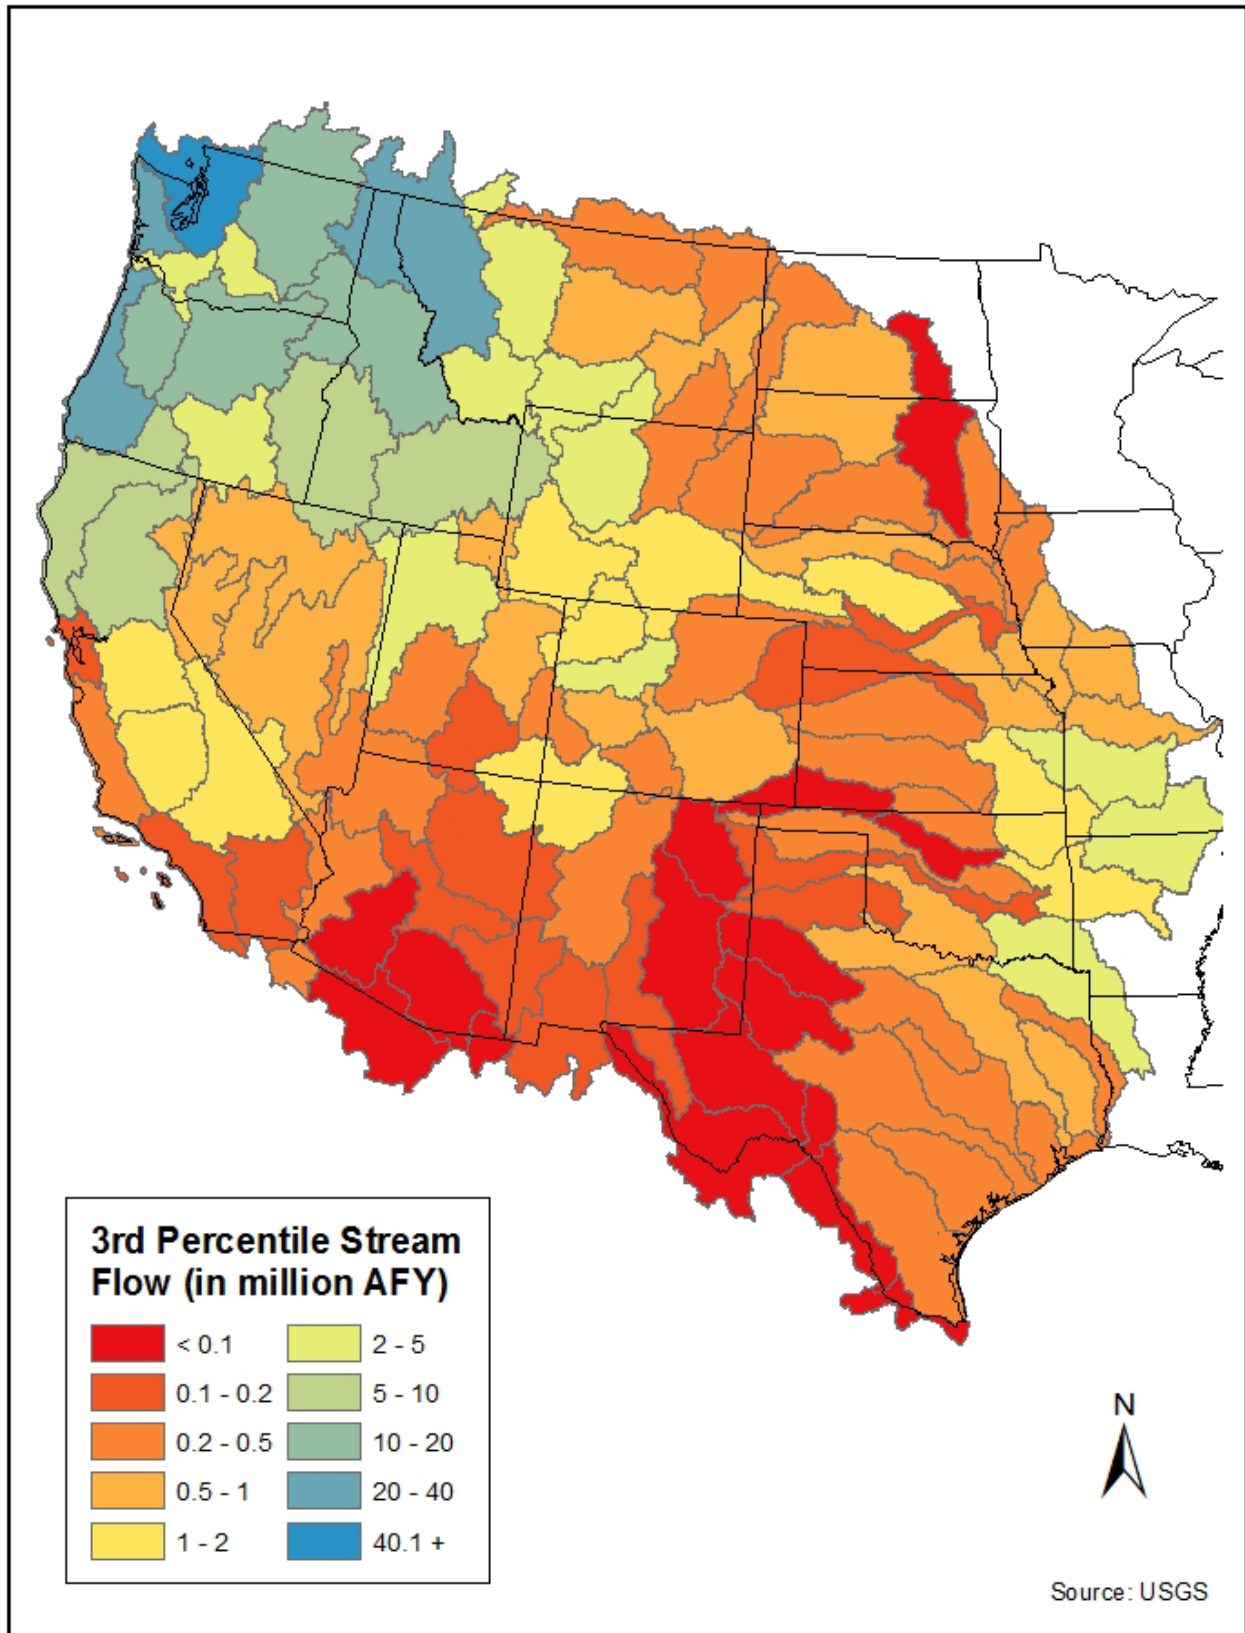 3rd Percentile Stream
Flow (in million AFY)
< 0.1
0.1 - 0.2
0.2 - 0.5
0.5 - 1
1 - 2
2 - 5
5 - 10
10 - 20
20 - 40
40.1 +
N
Source: USGS